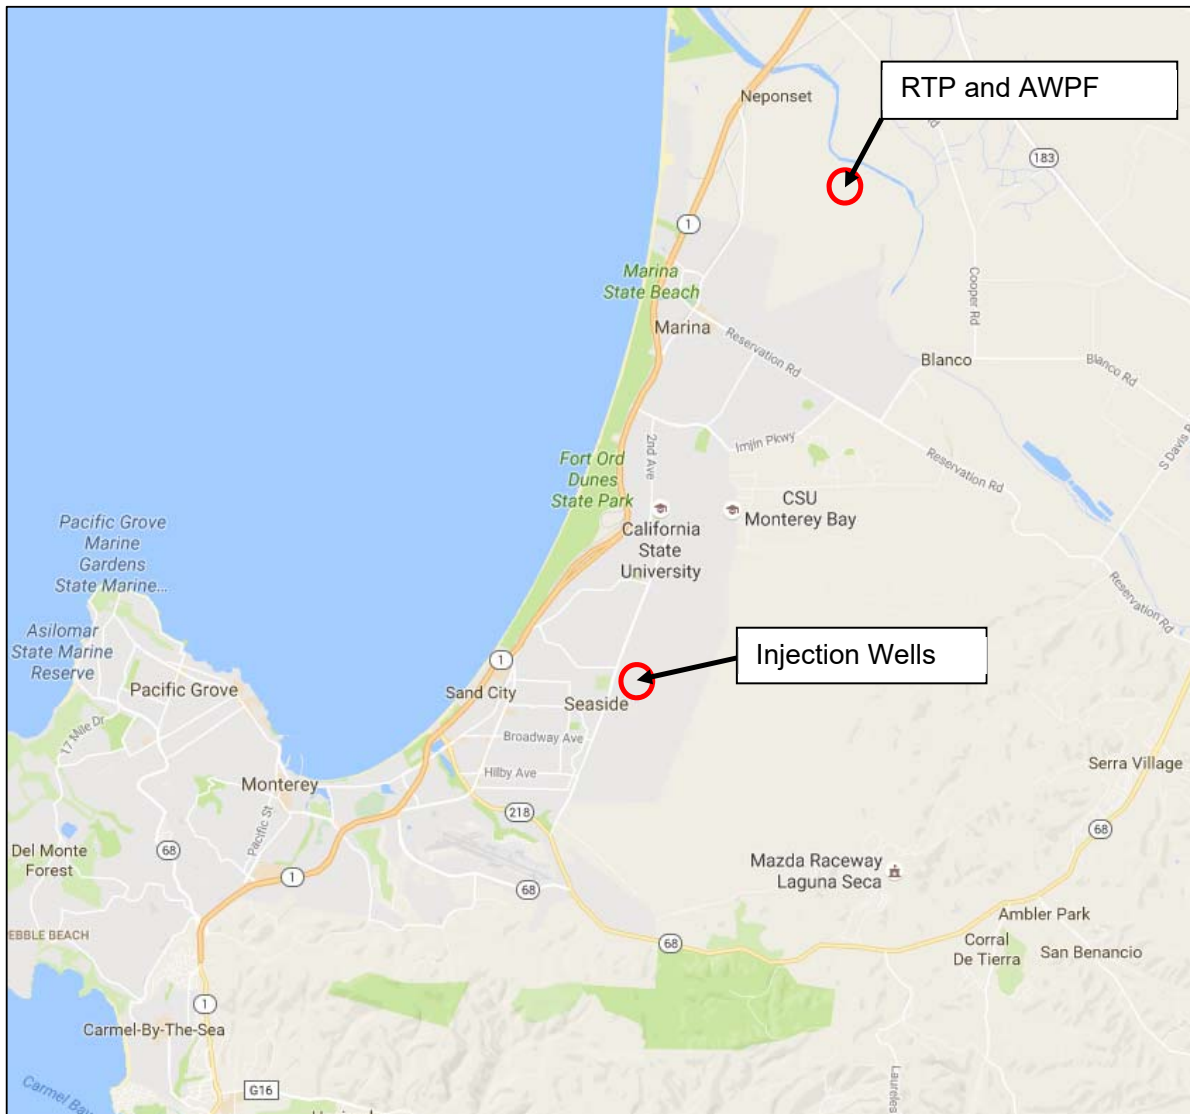 RTP and AWPF
Neponset
183
1
Marina
State Beach
Cooper Rd
Marina
Reservation Rd
Blanco
Blanco Rd
2nd Ave
Imjin Pkwy
Reservation Rd
S Davis
Fort Ord
Dunes
State Park
CSU
Monterey Bay
California
State
University
Pacific Grove
Marine
Gardens
State Marine...
Reservation Rd
Asilomar
State Marine
Reserve
Injection Wells
1
Pacific Grove
Sand City
Seaside
17 Mile Dr
Broadway Ave
Hilby Ave
Serra Village
Monterey
218
Pacific St
68
68
Del Monte
Forest
Mazda Raceway
Laguna Seca
1
68
Ambler Park
EBBLE BEACH
68
Corral
De Tierra
San Benancio
1
Carmel-By-The-Sea
Carmel Bay
G16
Laureles